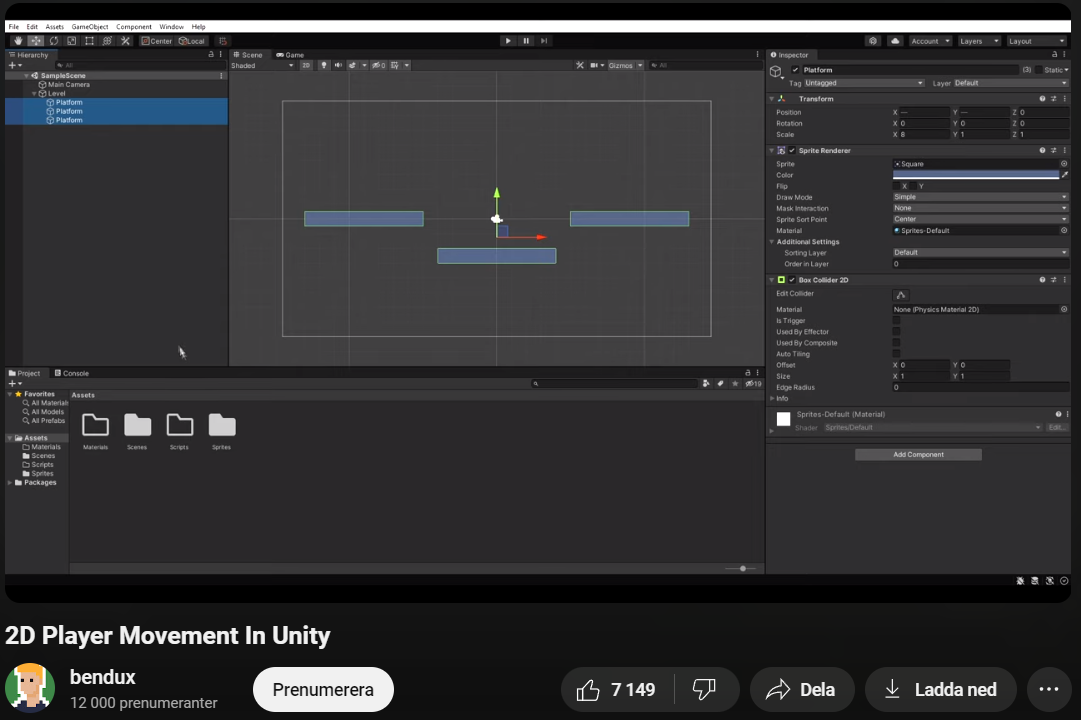 File Edit Assets GameObject Component Window Help
Center Local Account Layers Layout
Hierarchy
All
SampleScene
Main Camera
Level
Platform
Platform
Platform
Scene Game
Shaded 2D 0 Gizmos All
Inspector
Platform (3) Static
Tag Untagged Layer Default
Transform
Position X — Y — Z 0
Rotation X 0 Y 0 Z 0
Scale X 8 Y 1 Z 1
Sprite Renderer
Sprite Square
Color
Flip X Y
Draw Mode Simple
Mask Interaction None
Sprite Sort Point Center
Material Sprites-Default
Additional Settings
Sorting Layer Default
Order in Layer 0
Box Collider 2D
Edit Collider
Material None (Physics Material 2D)
Is Trigger
Used By Effector
Used By Composite
Auto Tiling
Offset X 0 Y 0
Size X 1 Y 1
Edge Radius 0
Info
Sprites-Default (Material)
Shader Sprites/Default Edit...
Add Component
Project Console
19
Favorites
All Material
All Models
All Prefabs
Assets
Materials
Scenes
Scripts
Sprites
Packages
Assets
Materials Scenes Scripts Sprites
2D Player Movement In Unity
bendux
12 000 prenumeranter
Prenumerera
7 149
Dela
Ladda ned